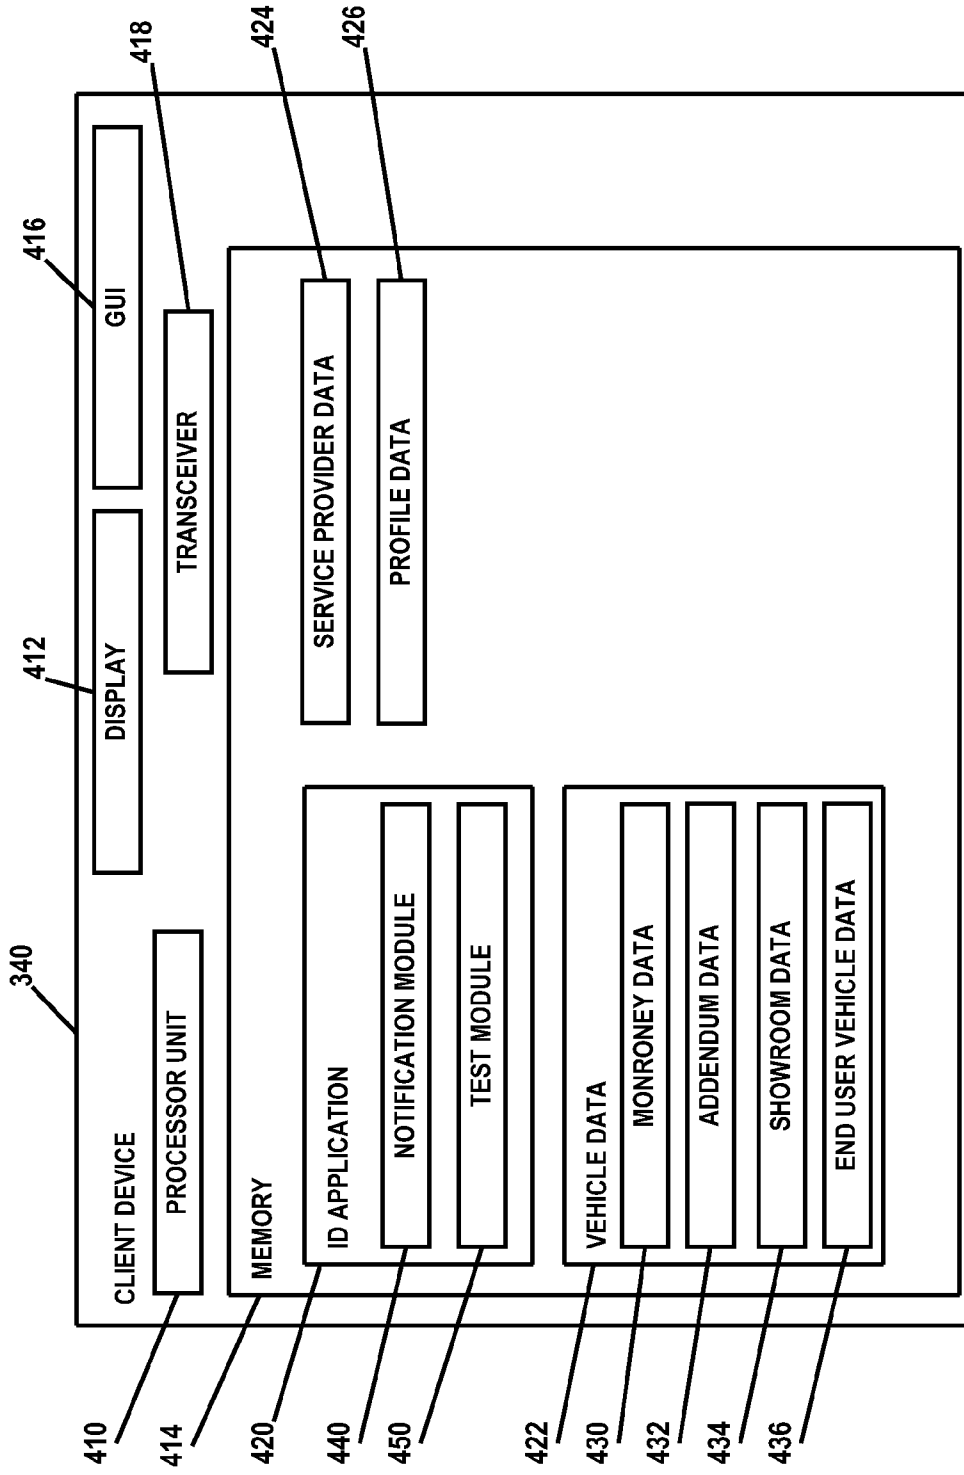 340
412
416
418
424
426
CLIENT DEVICE
DISPLAY
GUI
410
PROCESSOR UNIT
TRANSCEIVER
414
MEMORY
420
ID APPLICATION
SERVICE PROVIDER DATA
440
NOTIFICATION MODULE
PROFILE DATA
450
TEST MODULE
422
VEHICLE DATA
430
MONRONEY DATA
432
ADDENDUM DATA
434
SHOWROOM DATA
436
END USER VEHICLE DATA